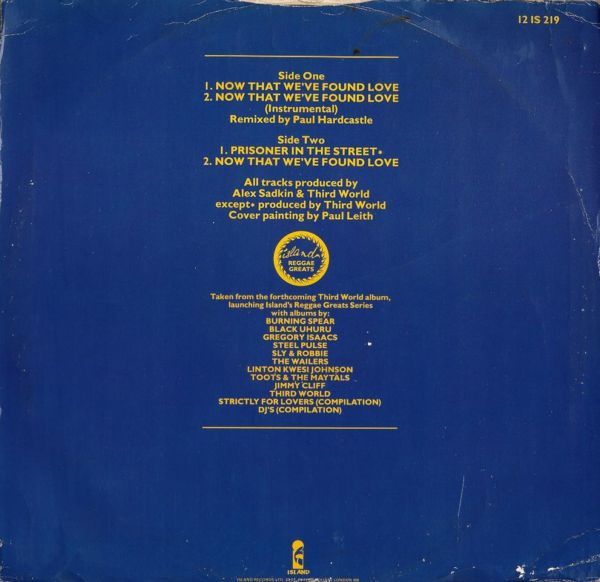 12 IS 219
Side One
1. NOW THAT WE'VE FOUND LOVE
2. NOW THAT WE'VE FOUND LOVE
(Instrumental)
Remixed by Paul Hardcastle
Side Two
1. PRISONER IN THE STREET*
2. NOW THAT WE'VE FOUND LOVE
All tracks produced by
Alex Sadkin & Third World
except* produced by Third World
Cover painting by Paul Leith
island
REGGAE
GREATS
Taken from the forthcoming Third World album,
launching Island's Reggae Greats Series
with albums by:
BURNING SPEAR
BLACK UHURU
GREGORY ISAACS
STEEL PULSE
SLY & ROBBIE
THE WAILERS
LINTON KWESI JOHNSON
TOOTS & THE MAYTALS
JIMMY CLIFF
THIRD WORLD
STRICTLY FOR LOVERS (COMPILATION)
DJ'S (COMPILATION)
ISLAND
ISLAND RECORDS LTD. LONDON